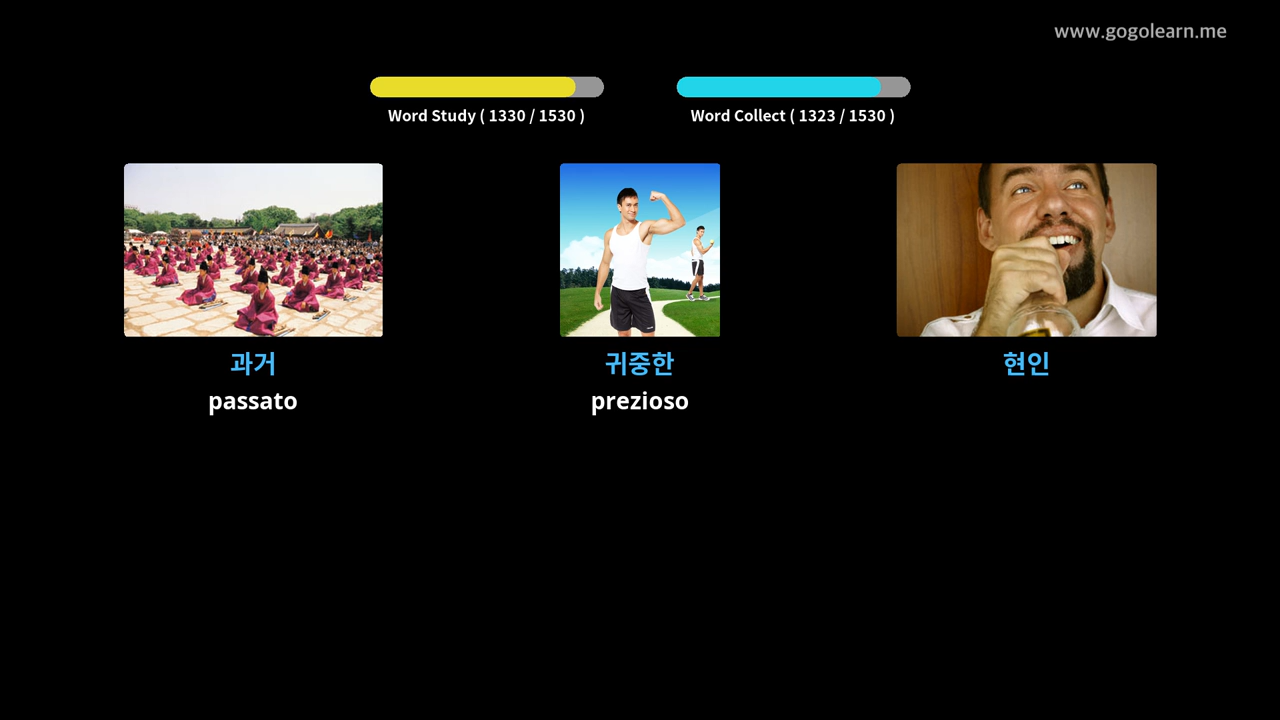 www.gogolearn.me
Word Study ( 1330 / 1530 )
Word Collect ( 1323 / 1530 )
과거
passato
귀중한
prezioso
현인